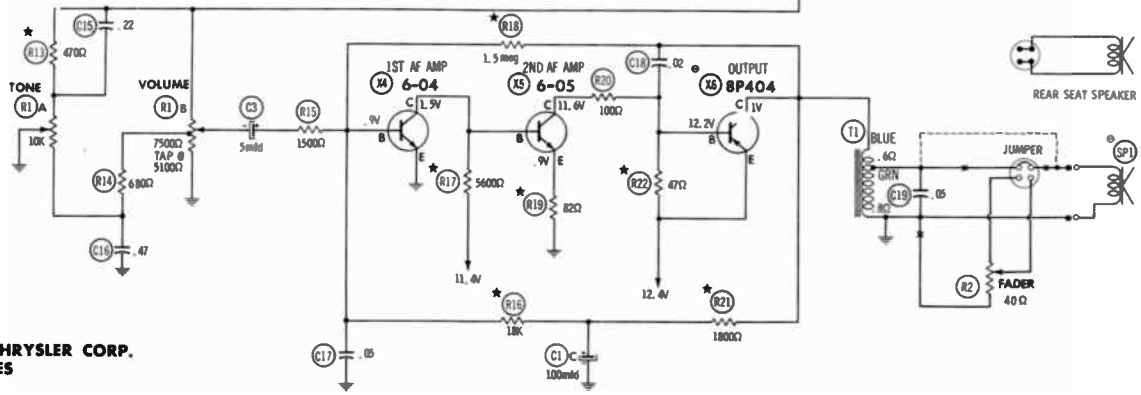 C15 .22
★ R13 470Ω
TONE
R1 A
10K
VOLUME
R1 B
7500Ω
TAP @
5100Ω
R14
680Ω
C16 .47
C3
5mfd
R15
1500Ω
★ R18
1.5 meg
1ST AF AMP
X4 6-04
C 1.5V
.9V
B
E
★ R17 5600Ω
11.4V
2ND AF AMP
X5 6-05
C 11.6V
B
.9V E
★ R19 82Ω
R20
100Ω
C18 .02
OUTPUT
X6 8P404
C 1V
12.2V
B
E
★ R22 47Ω
12.4V
★ R16
18K
★ R21
1800Ω
C17 .05
C1 C
100mfd
T1
BLUE
.6Ω
GRN
.8Ω
C19 .05
JUMPER
R2
FADER
40Ω
SP1
REAR SEAT SPEAKER
HRYSLER CORP.
ES